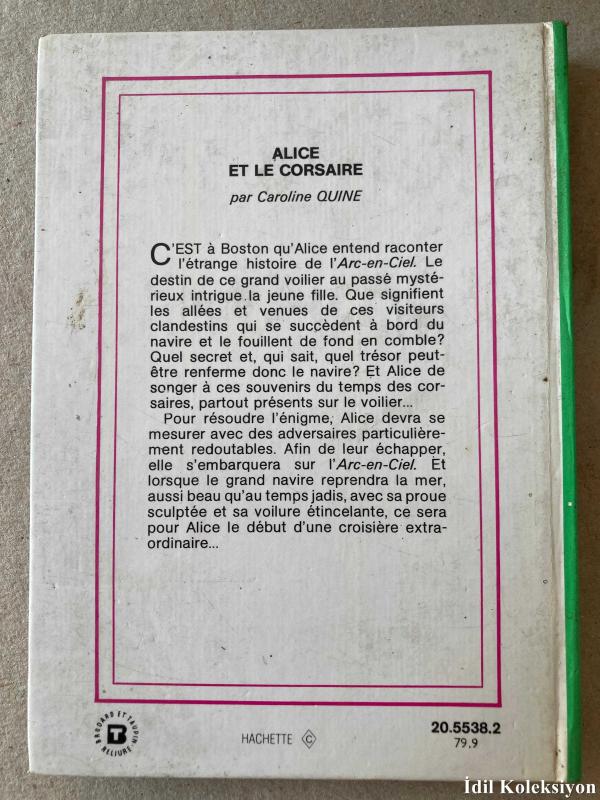 ALICE
ET LE CORSAIRE
par Caroline QUINE
C'EST à Boston qu'Alice entend raconter
l'étrange histoire de l'Arc-en-Ciel. Le
destin de ce grand voilier au passé mysté-
rieux intrigue la jeune fille. Que signifient
les allées et venues de ces visiteurs
clandestins qui se succèdent à bord du
navire et le fouillent de fond en comble?
Quel secret et, qui sait, quel trésor peut-
être renferme donc le navire? Et Alice de
songer à ces souvenirs du temps des cor-
saires, partout présents sur le voilier...
Pour résoudre l'énigme, Alice devra se
mesurer avec des adversaires particulière-
ment redoutables. Afin de leur échapper,
elle s'embarquera sur l'Arc-en-Ciel. Et
lorsque le grand navire reprendra la mer,
aussi beau qu'au temps jadis, avec sa proue
sculptée et sa voilure étincelante, ce sera
pour Alice le début d'une croisière extra-
ordinaire...
BRODARD ET TAUPIN
RELIURE
HACHETTE C
20.5538.2
79.9
İdil Koleksiyon